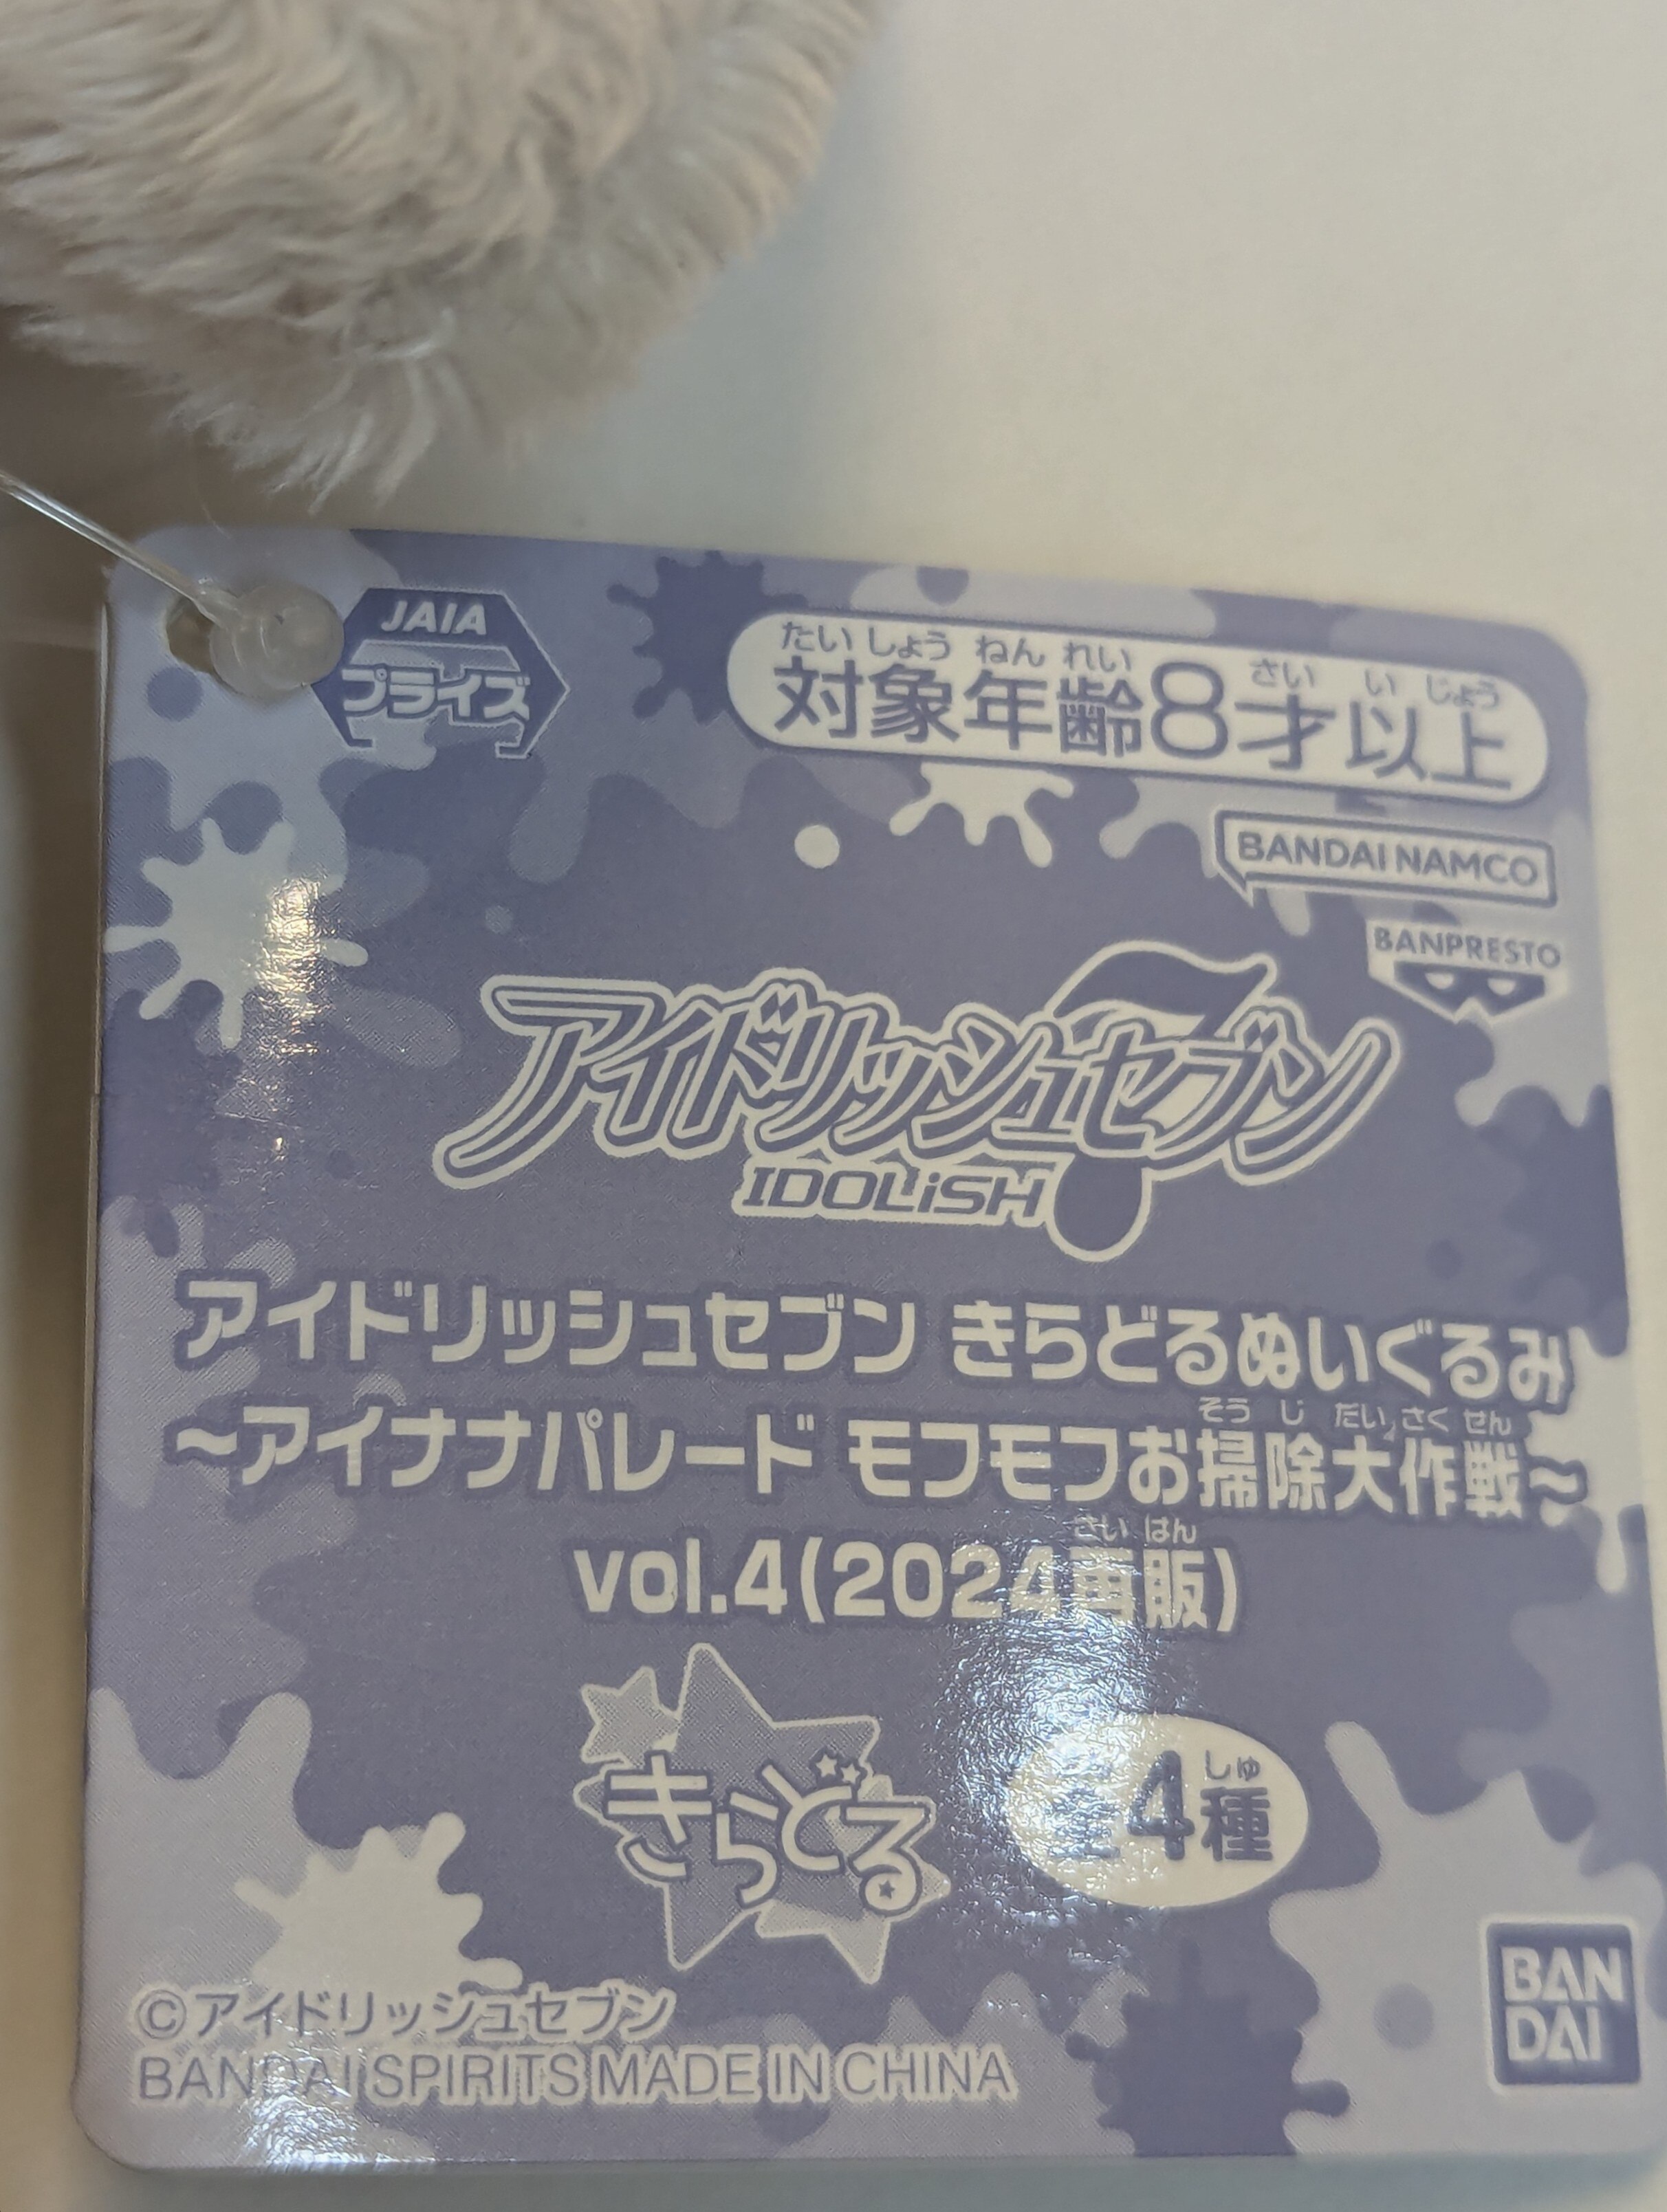 JAIA
プライズ
たいしょうねんれい さいいじょう
対象年齢8才以上
BANDAI NAMCO
BANPRESTO
アイドリッシュセブン
IDOLiSH
アイドリッシュセブン きらどるぬいぐるみ
そうじだいさくせん
~アイナナパレード モフモフお掃除大作戦~
さいはん
vol.4(2024再販)
きらどる
しゅ
全4種
©アイドリッシュセブン
BANDAI SPIRITS MADE IN CHINA
BAN
DAI